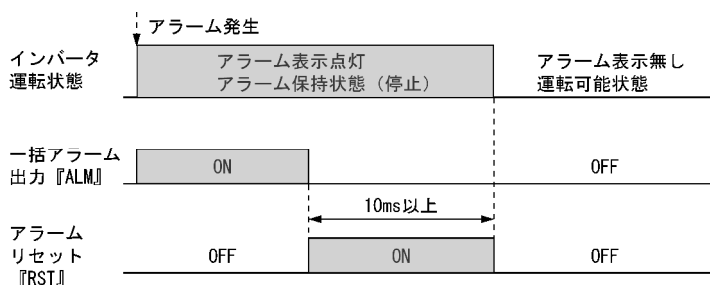 アラーム発生
インバータ
運転状態
アラーム表示点灯
アラーム保持状態（停止）
アラーム表示無し
運転可能状態
一括アラーム
出力『ALM』
ON
OFF
10ms以上
アラーム
リセット
『RST』
OFF
ON
OFF